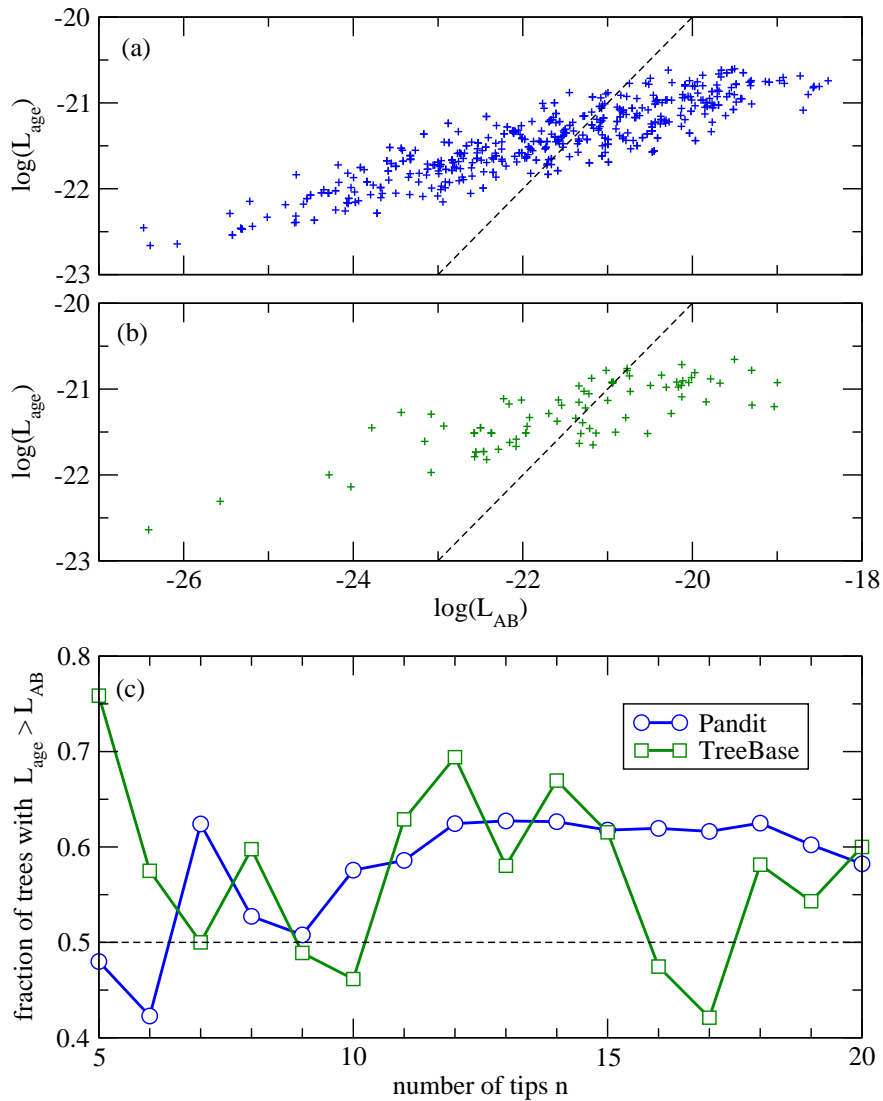 (a)
log(L_age)
-20
-21
-22
-23
(b)
log(L_age)
-20
-21
-22
-23
-26
-24
-22
-20
-18
log(L_AB)
(c)
fraction of trees with L_age > L_AB
0.8
0.7
0.6
0.5
0.4
Pandit
TreeBase
5
10
15
20
number of tips n